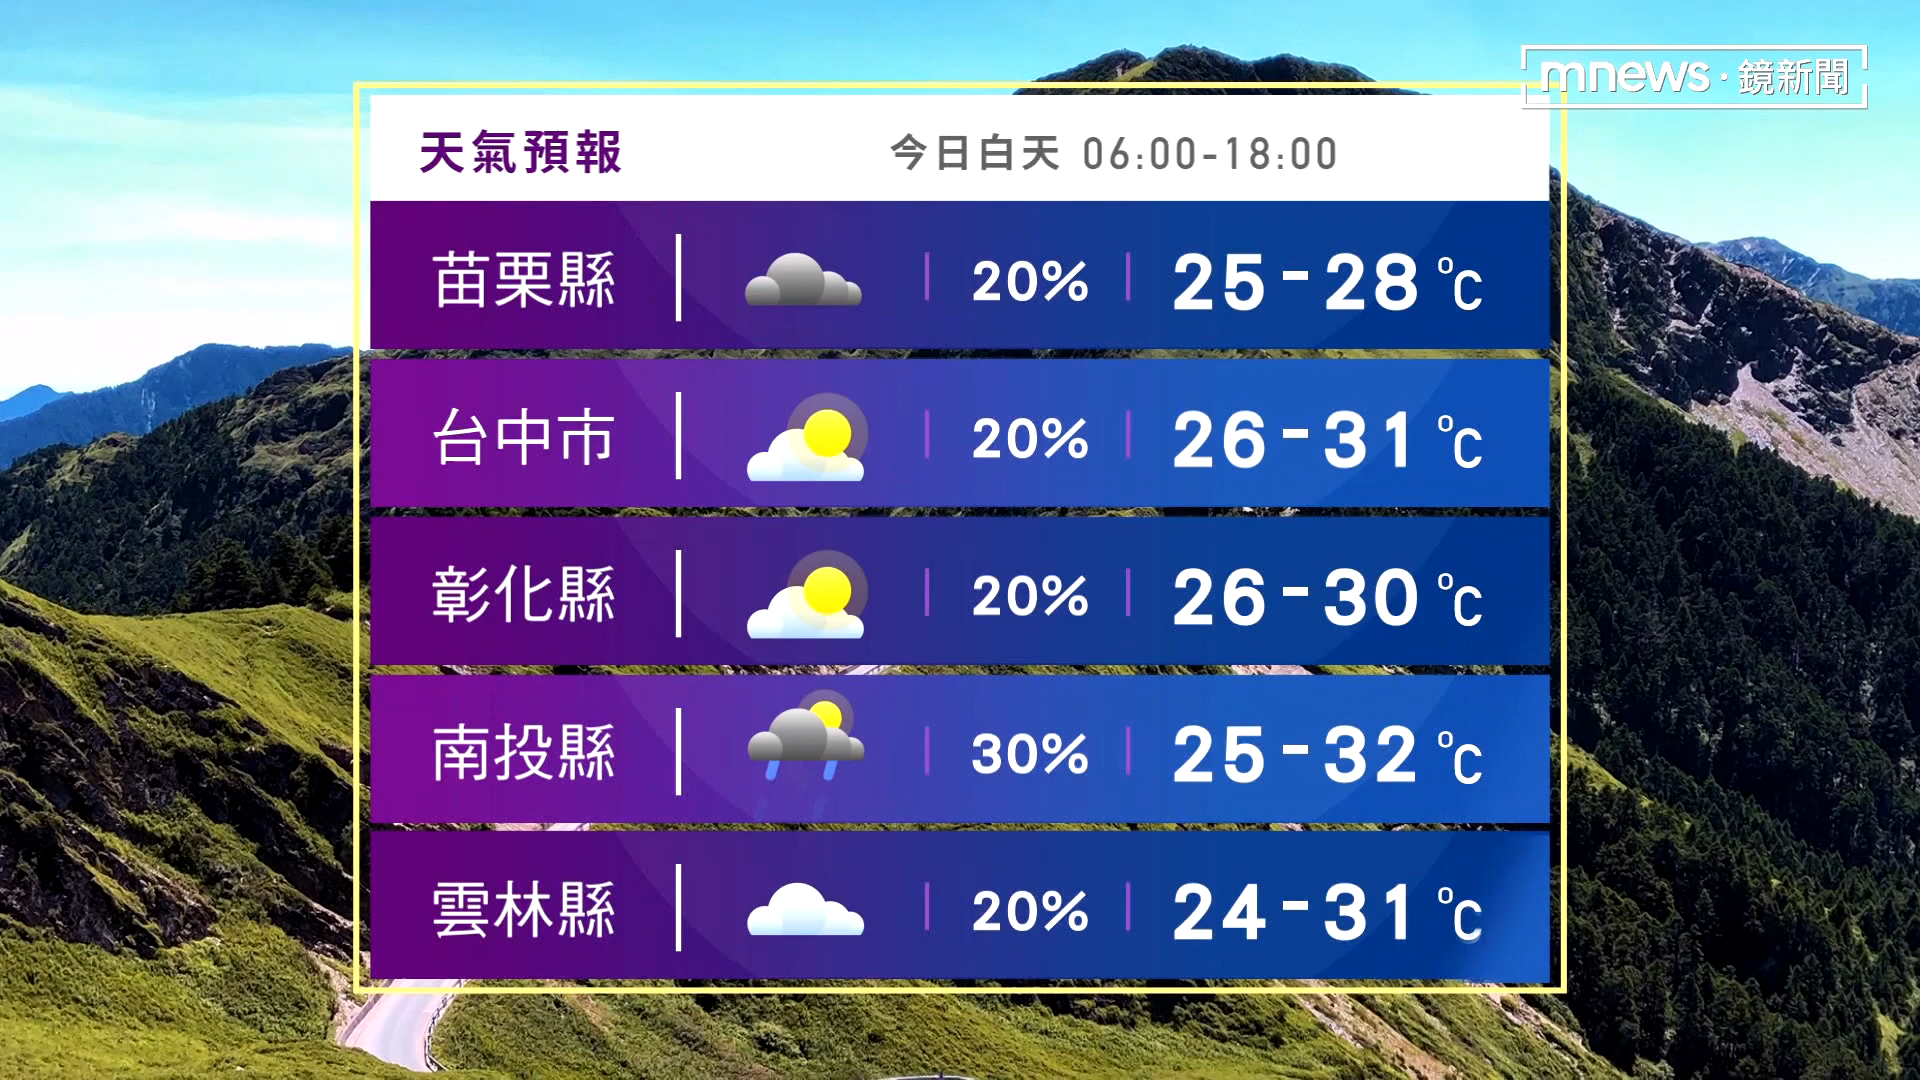 mnews·鏡新聞
天氣預報 今日白天 06:00-18:00
苗栗縣 20% 25-28 °C
台中市 20% 26-31 °C
彰化縣 20% 26-30 °C
南投縣 30% 25-32 °C
雲林縣 20% 24-31 °C